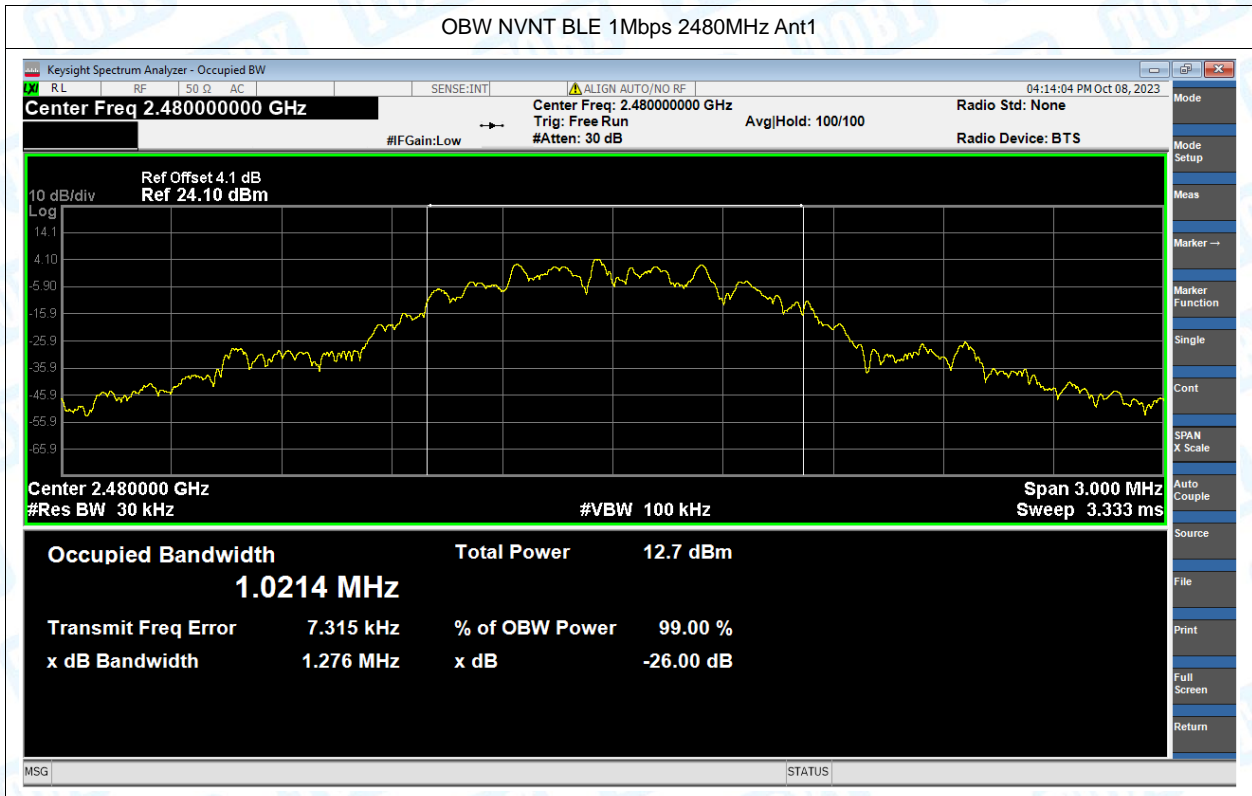 OBW NVNT BLE 1Mbps 2480MHz Ant1
Keysight Spectrum Analyzer - Occupied BW
LXI RL RF 50 Ω AC SENSE:INT ALIGN AUTO/NO RF 04:14:04 PM Oct 08, 2023
Center Freq 2.480000000 GHz Center Freq: 2.480000000 GHz Radio Std: None
Trig: Free Run Avg|Hold: 100/100
#IFGain:Low #Atten: 30 dB Radio Device: BTS
Ref Offset 4.1 dB
10 dB/div Ref 24.10 dBm
Log
14.1
4.10
-5.90
-15.9
-25.9
-35.9
-45.9
-55.9
-65.9
Center 2.480000 GHz Span 3.000 MHz
#Res BW 30 kHz #VBW 100 kHz Sweep 3.333 ms
Occupied Bandwidth Total Power 12.7 dBm
1.0214 MHz
Transmit Freq Error 7.315 kHz % of OBW Power 99.00 %
x dB Bandwidth 1.276 MHz x dB -26.00 dB
MSG STATUS
Mode
Mode
Setup
Meas
Marker→
Marker
Function
Single
Cont
SPAN
X Scale
Auto
Couple
Source
File
Print
Full
Screen
Return
TOBY